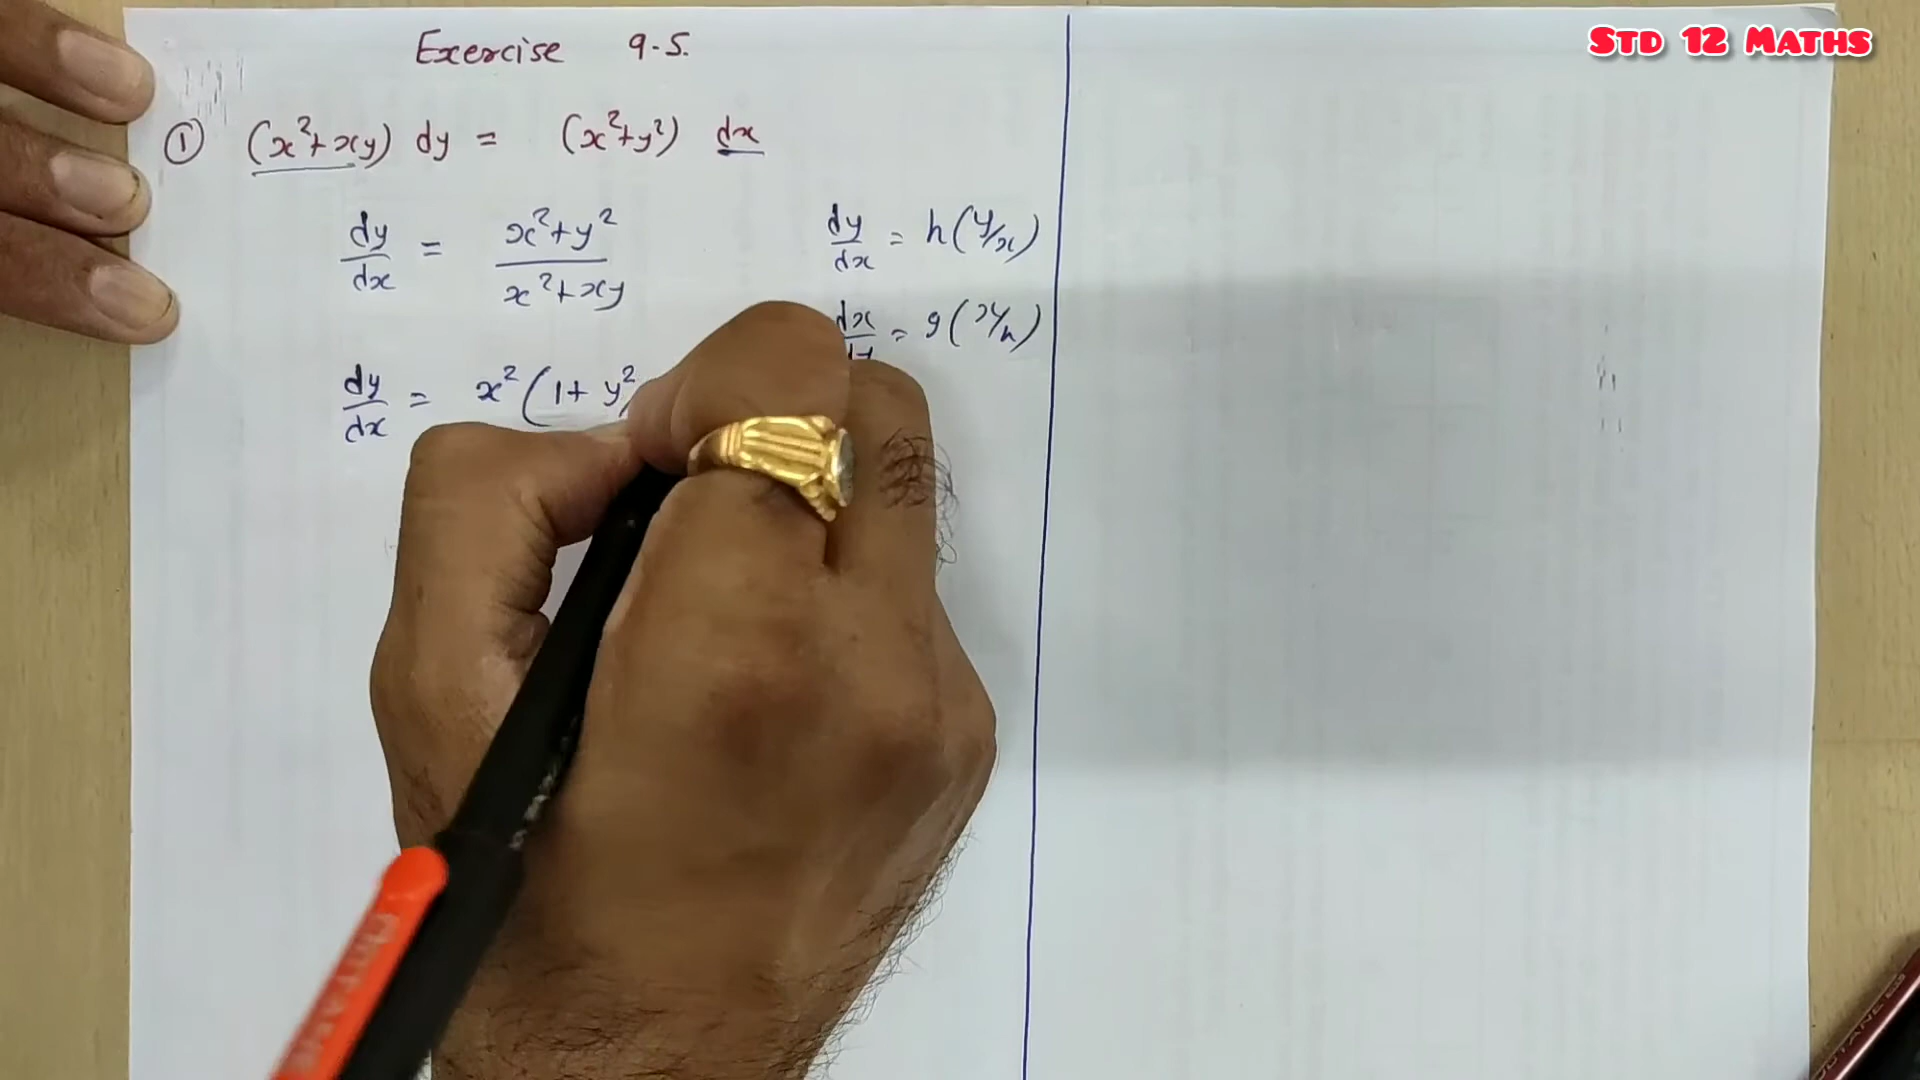 STD 12 MATHS
Exercise 9.5.
① (x²+xy) dy = (x²+y²) dx
dy/dx = x²+y² / x²+xy
dy/dx = h(y/x)
dx/dy = g(x/y)
dy/dx = x²(1+ y²